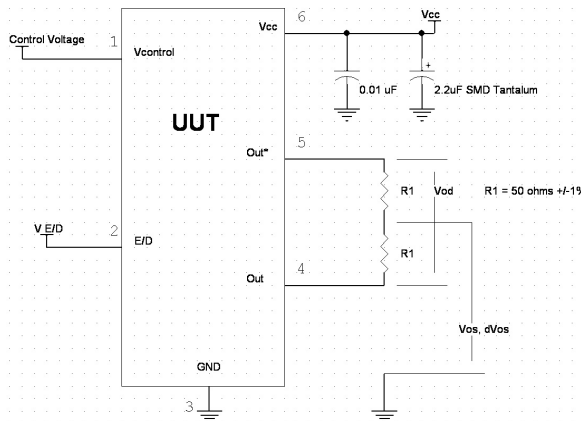 6
Vcc
Vcc
Control Voltage
1
Vcontrol
+
0.01 uF
2.2uF SMD Tantalum
UUT
5
Out*
R1
Vod
R1 = 50 ohms +/-1%
V E/D
2
E/D
R1
4
Out
Vos, dVos
GND
3